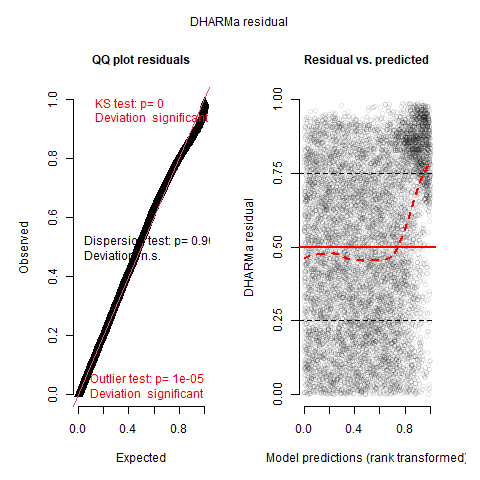 DHARMa residual
QQ plot residuals
KS test: p= 0
Deviation significant
Dispersion test: p= 0.96
Deviation n.s.
Outlier test: p= 1e-05
Deviation significant
Observed
0.0 0.2 0.4 0.6 0.8 1.0
0.0 0.4 0.8
Expected
Residual vs. predicted
DHARMa residual
0.00 0.25 0.50 0.75 1.00
0.0 0.4 0.8
Model predictions (rank transformed)